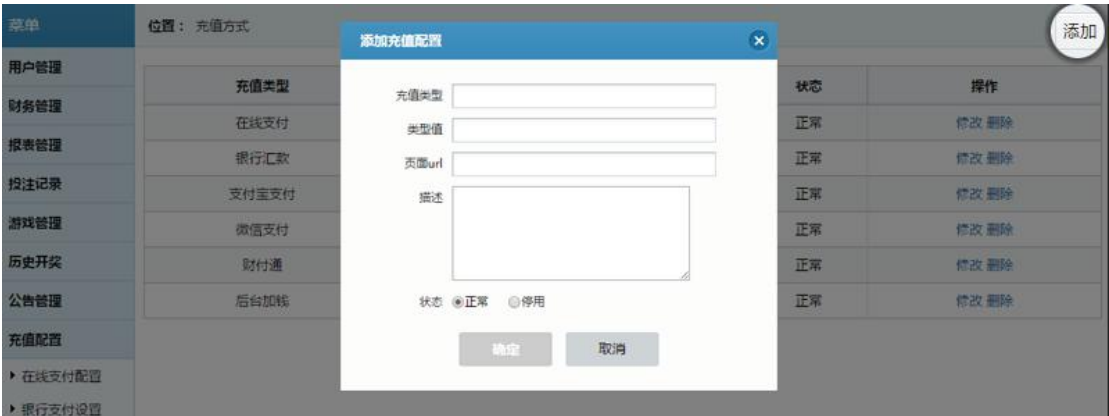 菜单
位置： 充值方式
添加
添加充值配置
用户管理
财务管理
报表管理
投注记录
游戏管理
历史开奖
公告管理
充值配置
在线支付配置
银行支付设置
充值类型 状态 操作
在线支付 正常 修改 删除
银行汇款 正常 修改 删除
支付宝支付 正常 修改 删除
微信支付 正常 修改 删除
财付通 正常 修改 删除
后台加钱 正常 修改 删除
充值类型
类型值
页面url
描述
状态 正常 停用
确定 取消